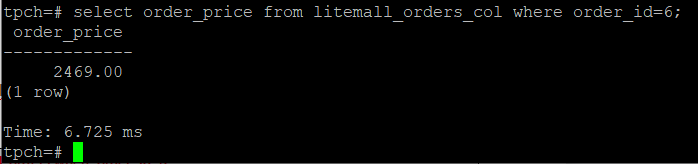 tpch=# select order_price from litemall_orders_col where order_id=6;
 order_price
-------------
     2469.00
(1 row)

Time: 6.725 ms
tpch=#